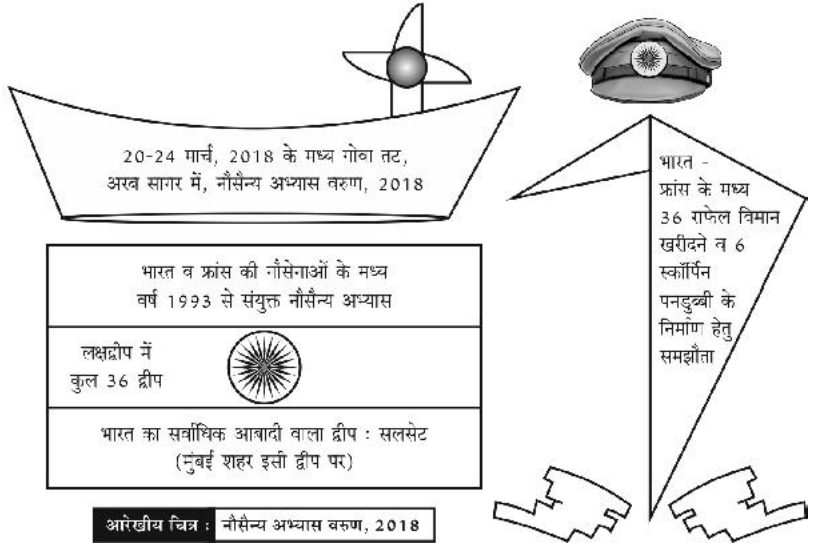 20-24 मार्च, 2018 के मध्य गोवा तट,
अरब सागर में, नौसैन्य अभ्यास वरुण, 2018
भारत व फ्रांस की नौसेनाओं के मध्य
वर्ष 1993 से संयुक्त नौसैन्य अभ्यास
लक्षद्वीप में
कुल 36 द्वीप
भारत का सर्वाधिक आबादी वाला द्वीप : सलसेट
(मुंबई शहर इसी द्वीप पर)
भारत -
फ्रांस के मध्य
36 राफेल विमान
खरीदने व 6
स्कॉर्पिन
पनडुब्बी के
निर्माण हेतु
समझौता
आरेखीय चित्र : नौसैन्य अभ्यास वरुण, 2018